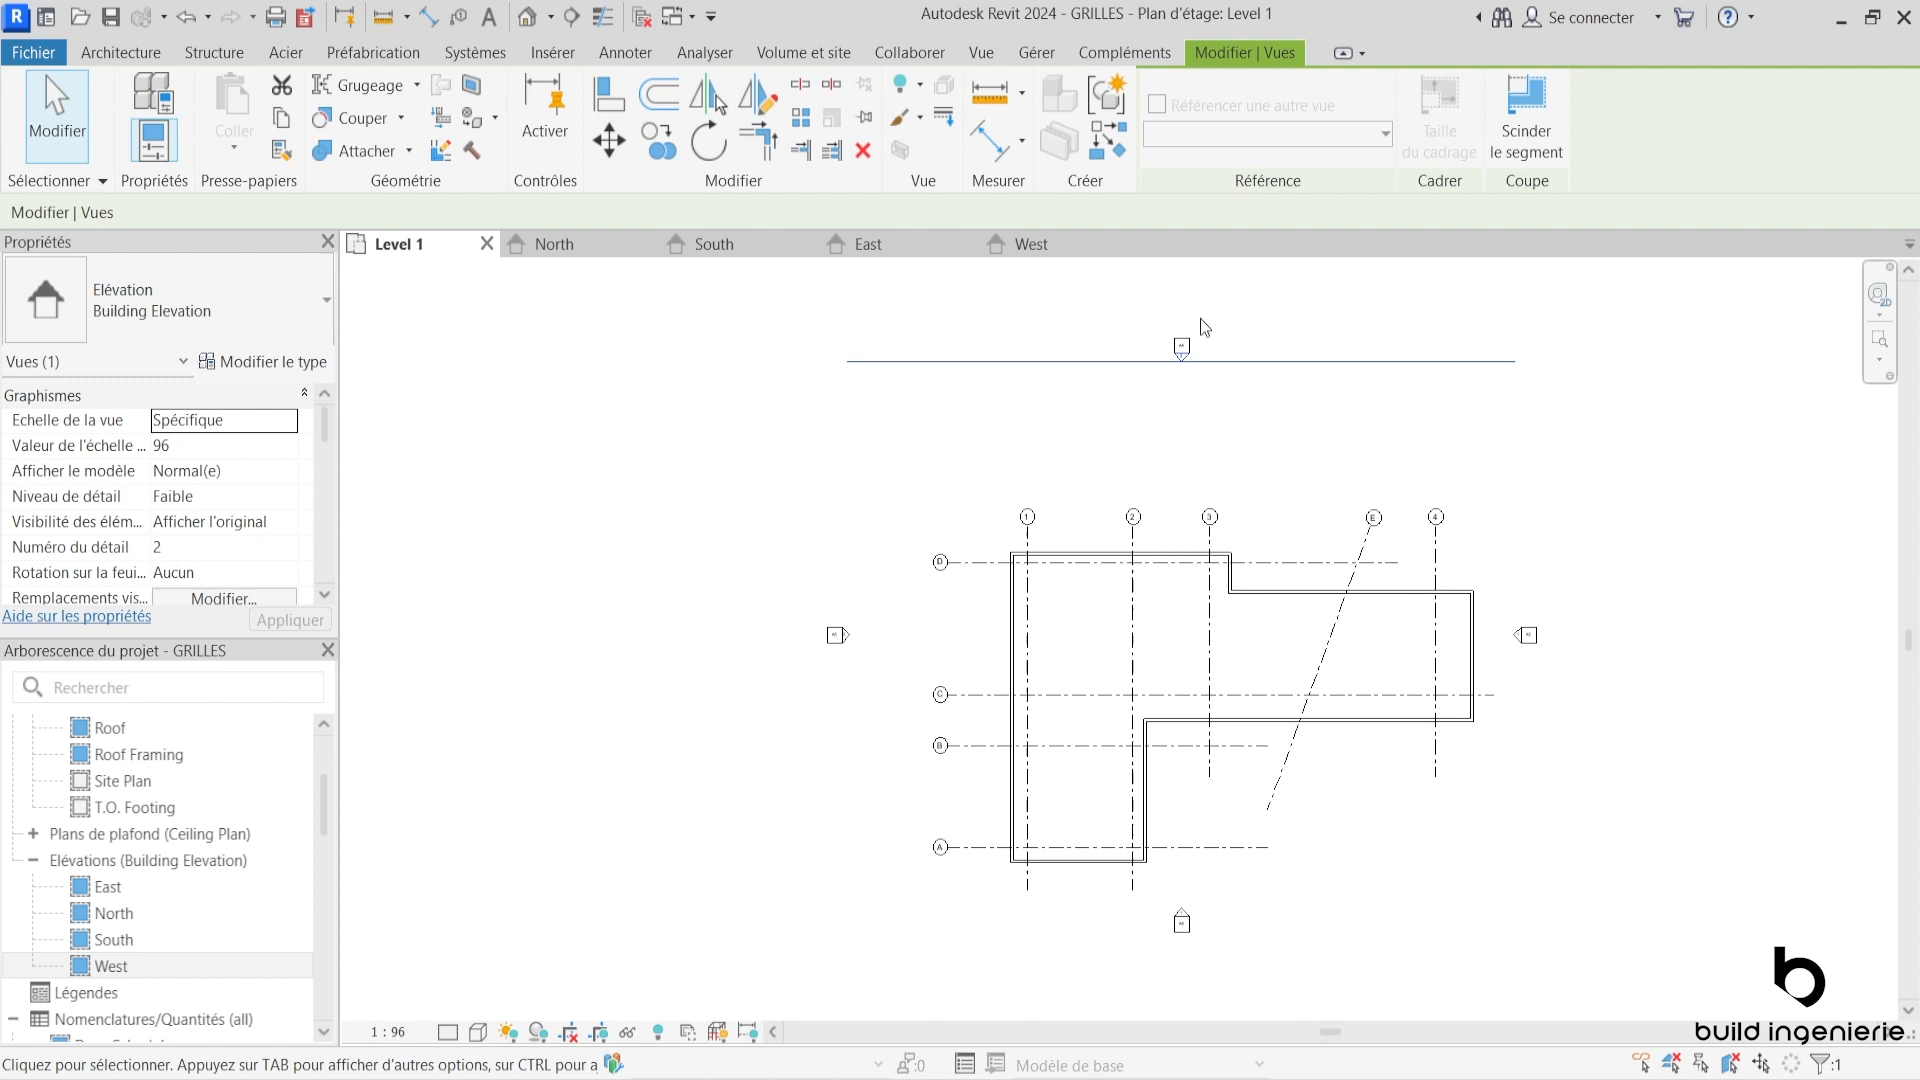 Autodesk Revit 2024 - GRILLES - Plan d'étage: Level 1
Se connecter
Fichier Architecture Structure Acier Préfabrication Systèmes Insérer Annoter Analyser Volume et site Collaborer Vue Gérer Compléments Modifier | Vues
Modifier
Coller
Grugeage
Couper
Attacher
Activer
Référencer une autre vue
Taille
du cadrage
Scinder
le segment
Sélectionner Propriétés Presse-papiers Géométrie Contrôles Modifier Vue Mesurer Créer Référence Cadrer Coupe
Modifier | Vues
Propriétés
Level 1 North South East West
Elévation
Building Elevation
Vues (1) Modifier le type
Graphismes
Echelle de la vue Spécifique
Valeur de l'échelle ... 96
Afficher le modèle Normal(e)
Niveau de détail Faible
Visibilité des élém... Afficher l'original
Numéro du détail 2
Rotation sur la feui... Aucun
Remplacements vis... Modifier...
Aide sur les propriétés Appliquer
Arborescence du projet - GRILLES
Rechercher
Roof
Roof Framing
Site Plan
T.O. Footing
Plans de plafond (Ceiling Plan)
Elévations (Building Elevation)
East
North
South
West
Légendes
Nomenclatures/Quantités (all)
1 2 3 E 4
D
C
B
A
2D
b
build ingenierie
1 : 96
Cliquez pour sélectionner. Appuyez sur TAB pour afficher d'autres options, sur CTRL pour a
:0
Modèle de base
:1